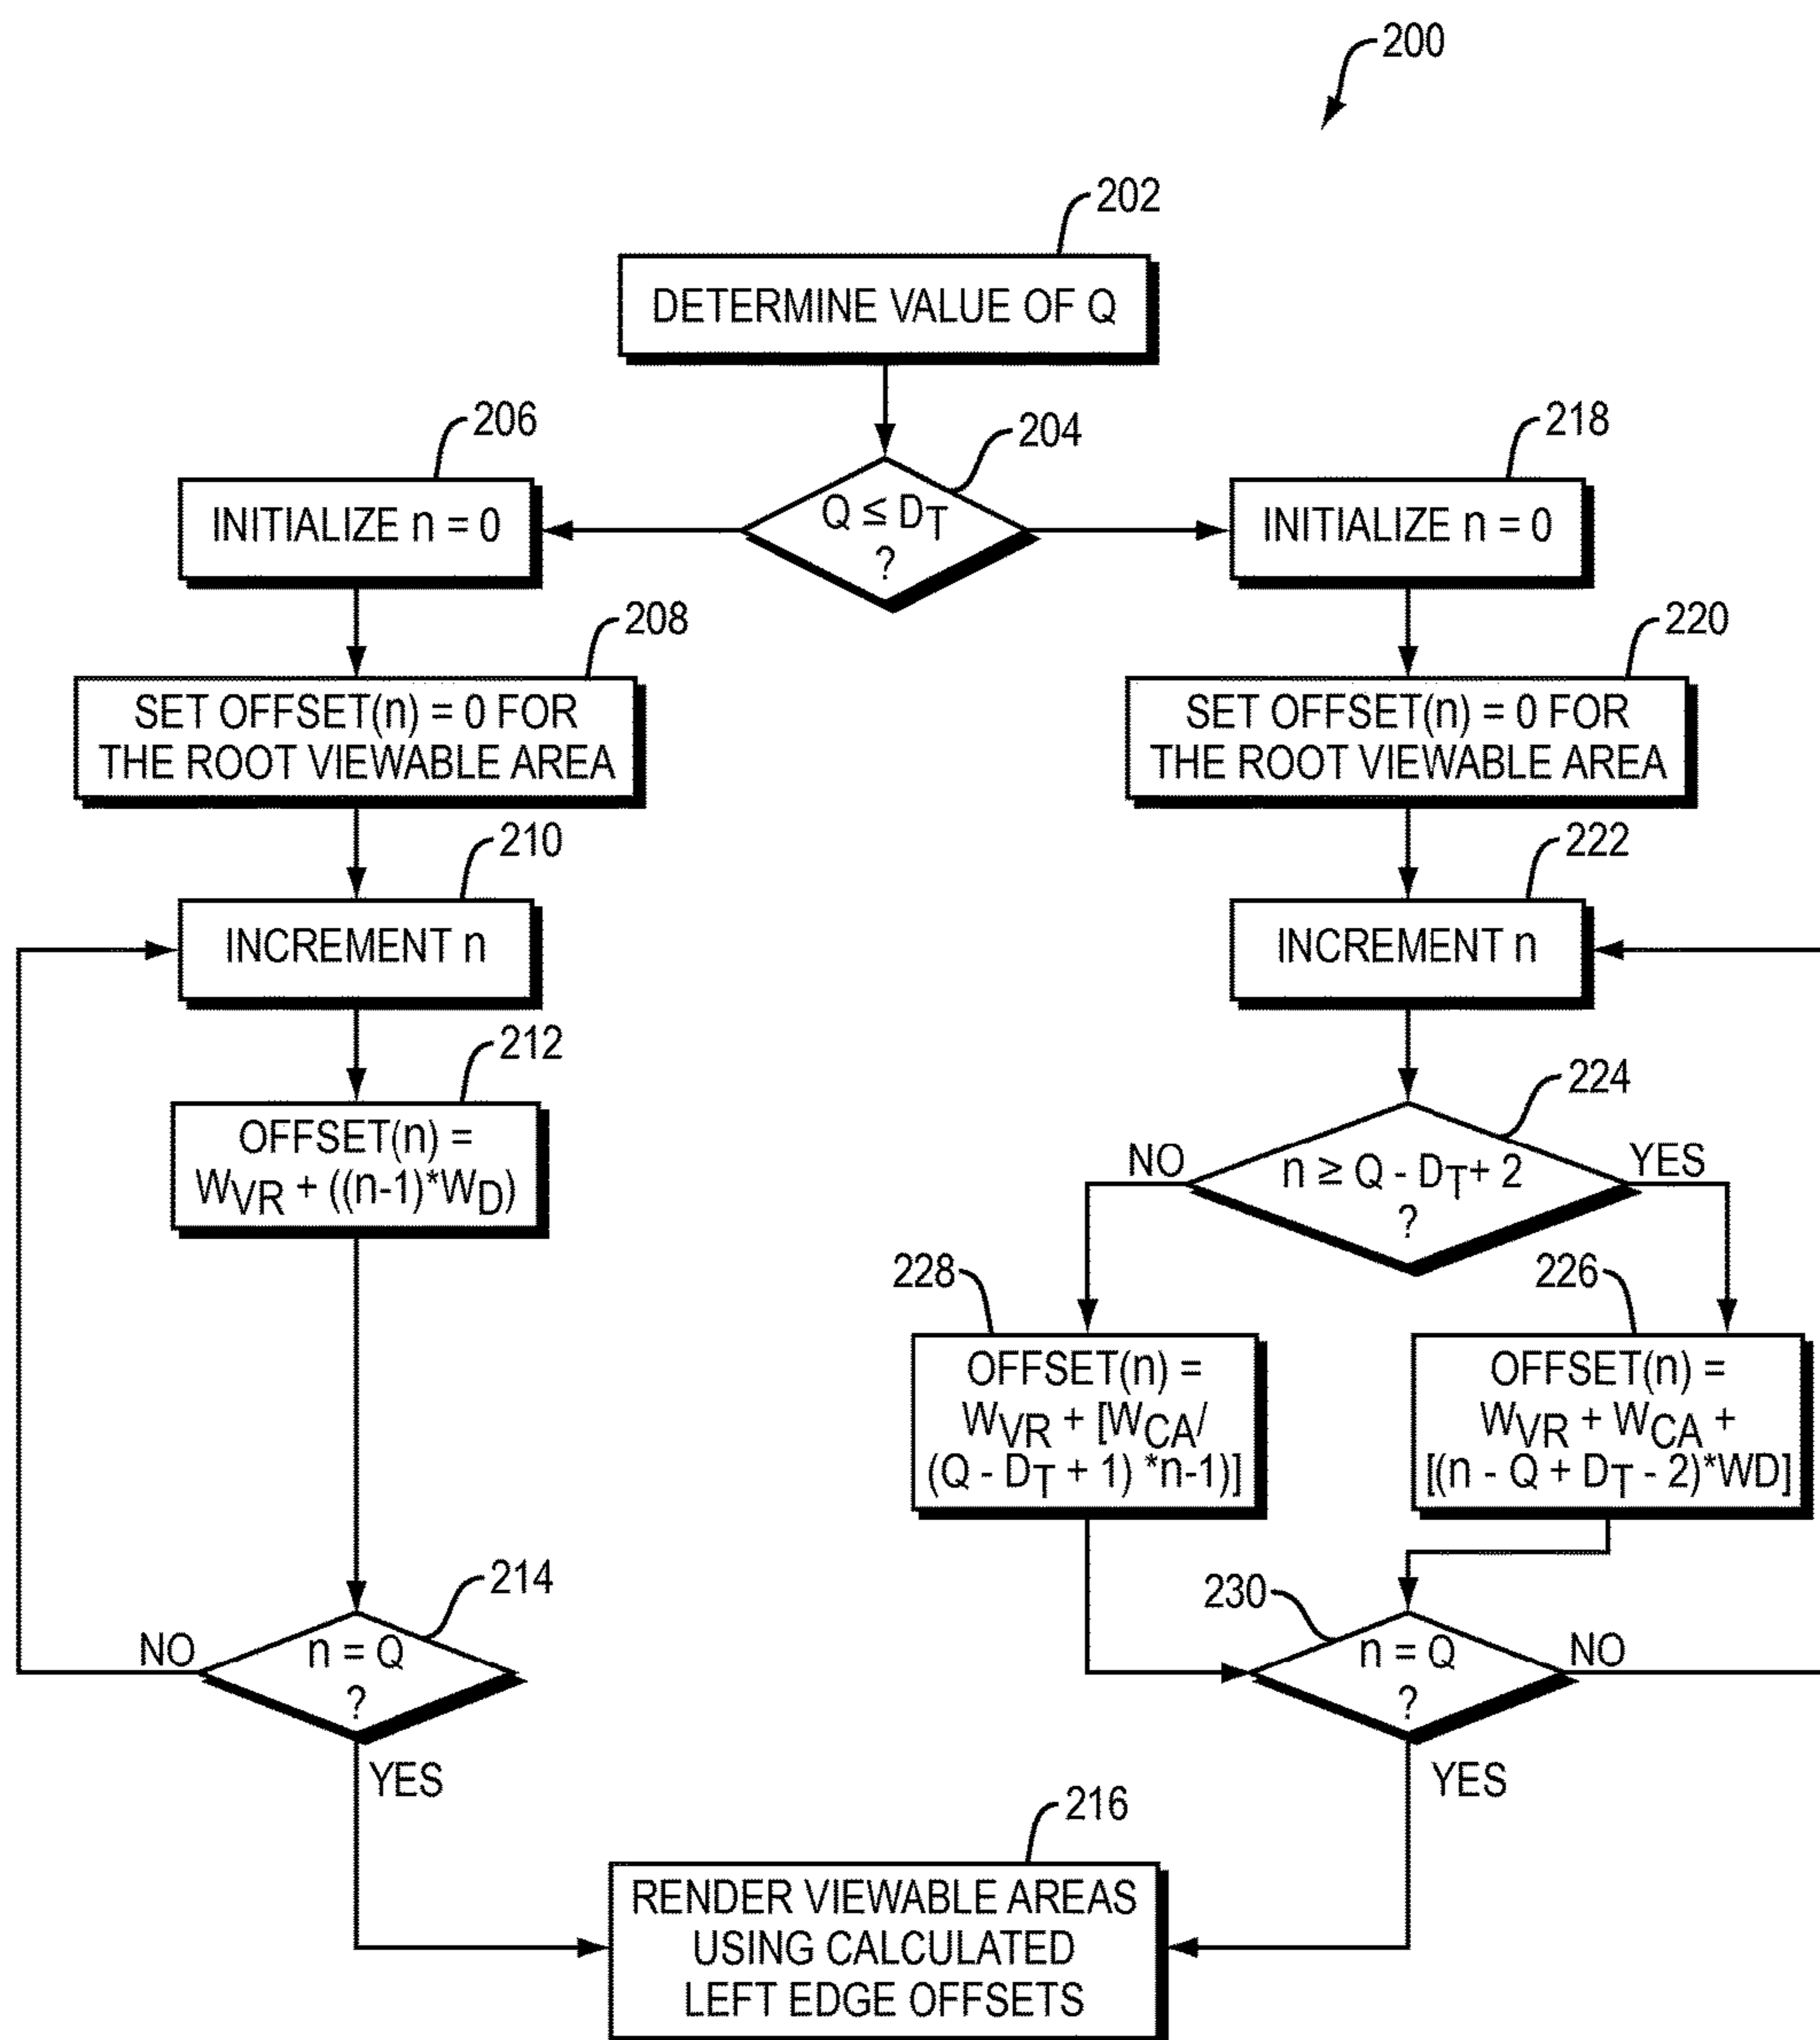 200
202
DETERMINE VALUE OF Q
206
204
218
INITIALIZE n = 0
Q ≤ DT
?
INITIALIZE n = 0
208
220
SET OFFSET(n) = 0 FOR
THE ROOT VIEWABLE AREA
SET OFFSET(n) = 0 FOR
THE ROOT VIEWABLE AREA
210
222
INCREMENT n
INCREMENT n
212
224
OFFSET(n) =
WVR + ((n-1)*WD)
NO
n ≥ Q - DT + 2
?
YES
228
226
OFFSET(n) =
WVR + [WCA/
(Q - DT + 1) *n-1)]
OFFSET(n) =
WVR + WCA +
[(n - Q + DT - 2)*WD]
214
230
NO
n = Q
?
n = Q
?
NO
YES
YES
216
RENDER VIEWABLE AREAS
USING CALCULATED
LEFT EDGE OFFSETS